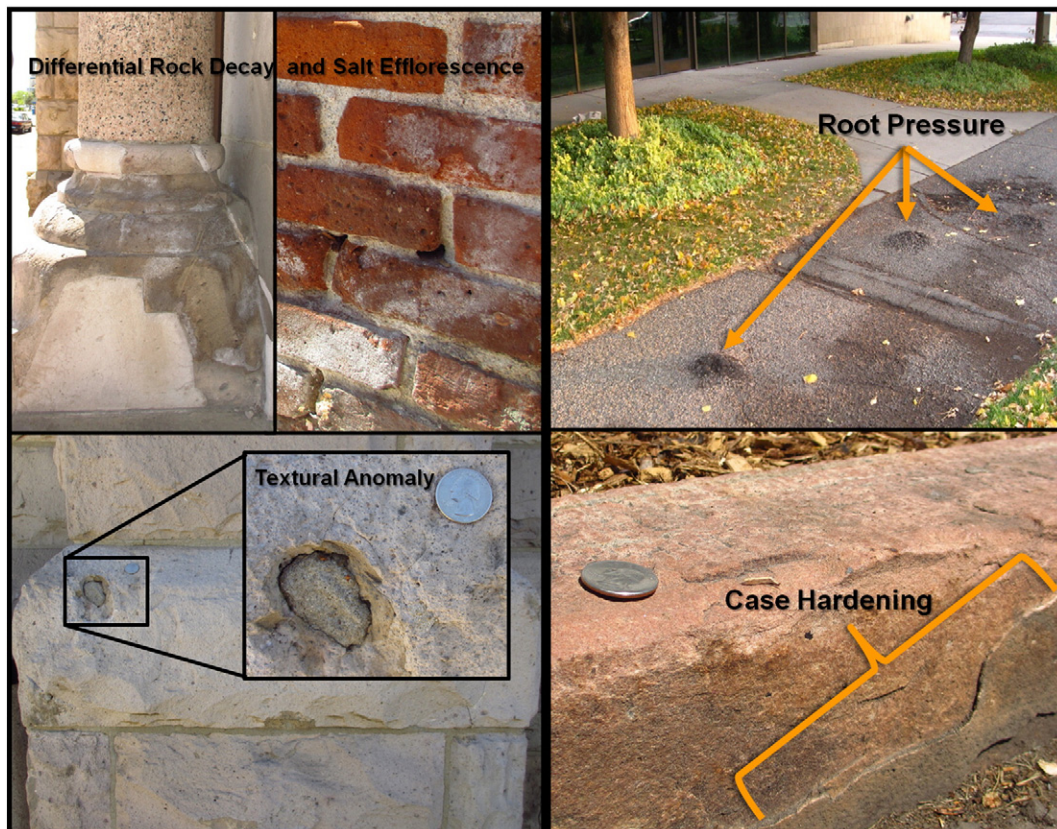 Differential Rock Decay and Salt Efflorescence
Root Pressure
Textural Anomaly
Case Hardening